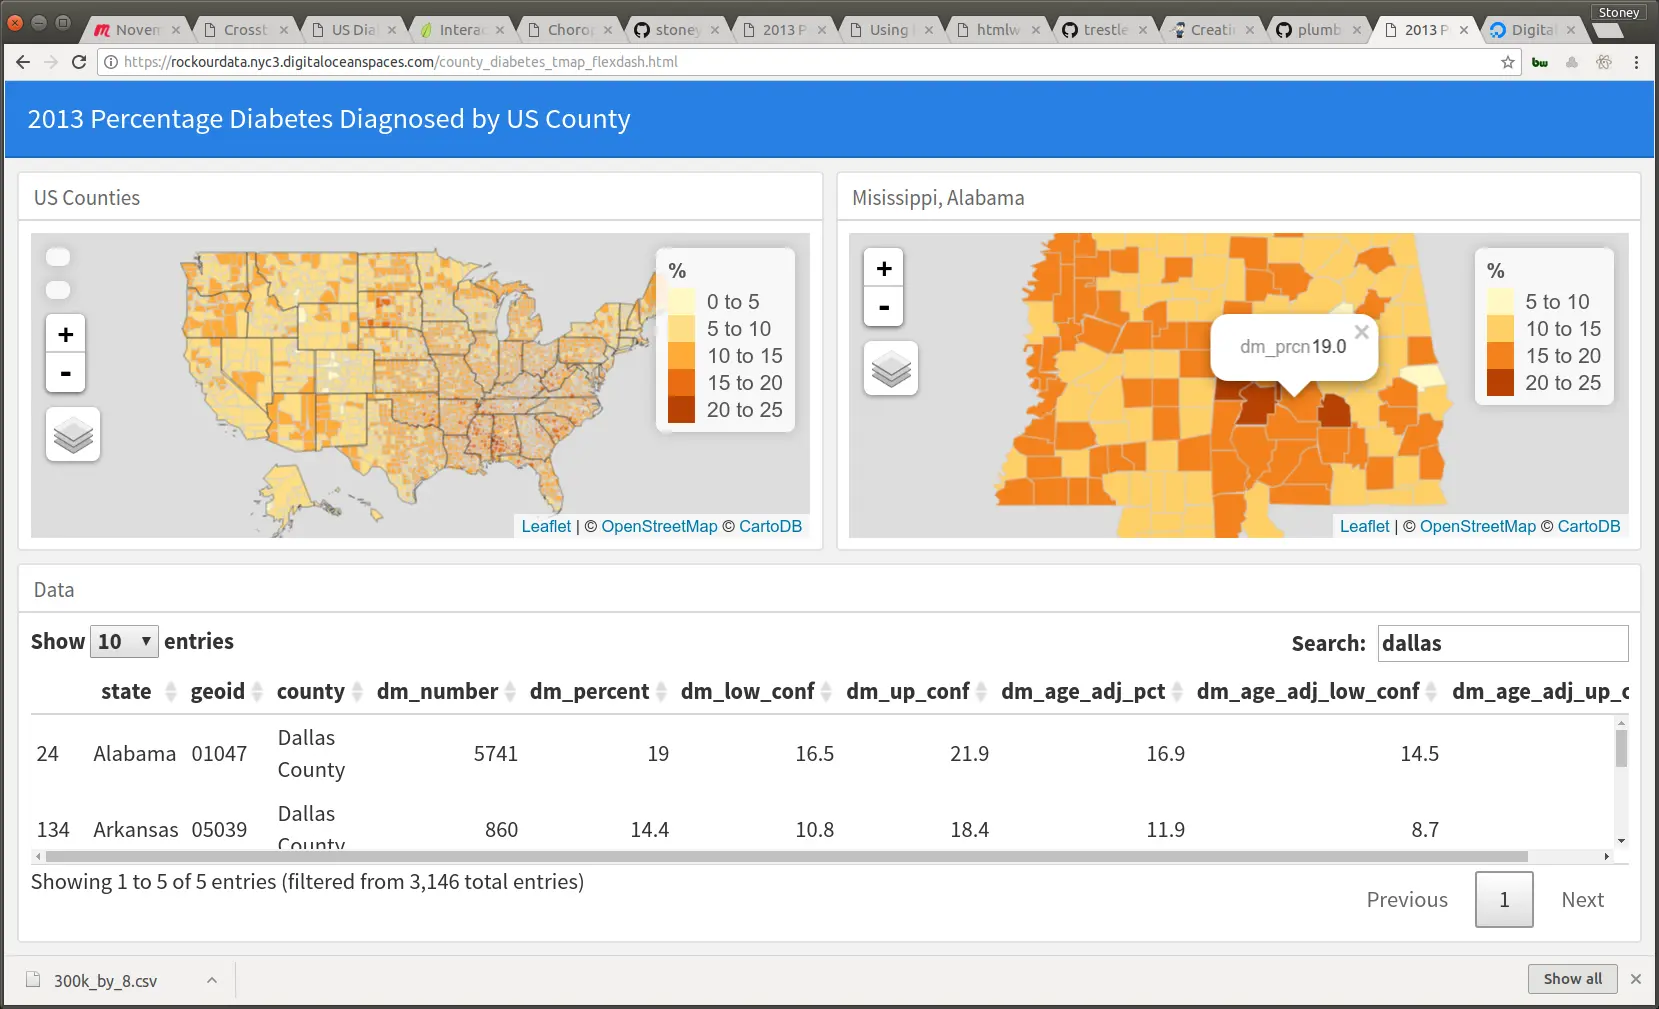 Stoney
Novem
Crosst
US Dial
Interac
Chorop
stoney
2013 P
Using
htmlw
trestle
Creati
plumb
2013 P
Digital
https://rockourdata.nyc3.digitaloceanspaces.com/county_diabetes_tmap_flexdash.html
bw
2013 Percentage Diabetes Diagnosed by US County
US Counties
Misissippi, Alabama
+
-
%
0 to 5
5 to 10
10 to 15
15 to 20
20 to 25
Leaflet | © OpenStreetMap © CartoDB
+
-
dm_prcn 19.0
%
5 to 10
10 to 15
15 to 20
20 to 25
Leaflet | © OpenStreetMap © CartoDB
Data
Show 10 entries
Search: dallas
state geoid county dm_number dm_percent dm_low_conf dm_up_conf dm_age_adj_pct dm_age_adj_low_conf dm_age_adj_up_c
24 Alabama 01047 Dallas County 5741 19 16.5 21.9 16.9 14.5
134 Arkansas 05039 Dallas County 860 14.4 10.8 18.4 11.9 8.7
Showing 1 to 5 of 5 entries (filtered from 3,146 total entries)
Previous 1 Next
300k_by_8.csv
Show all